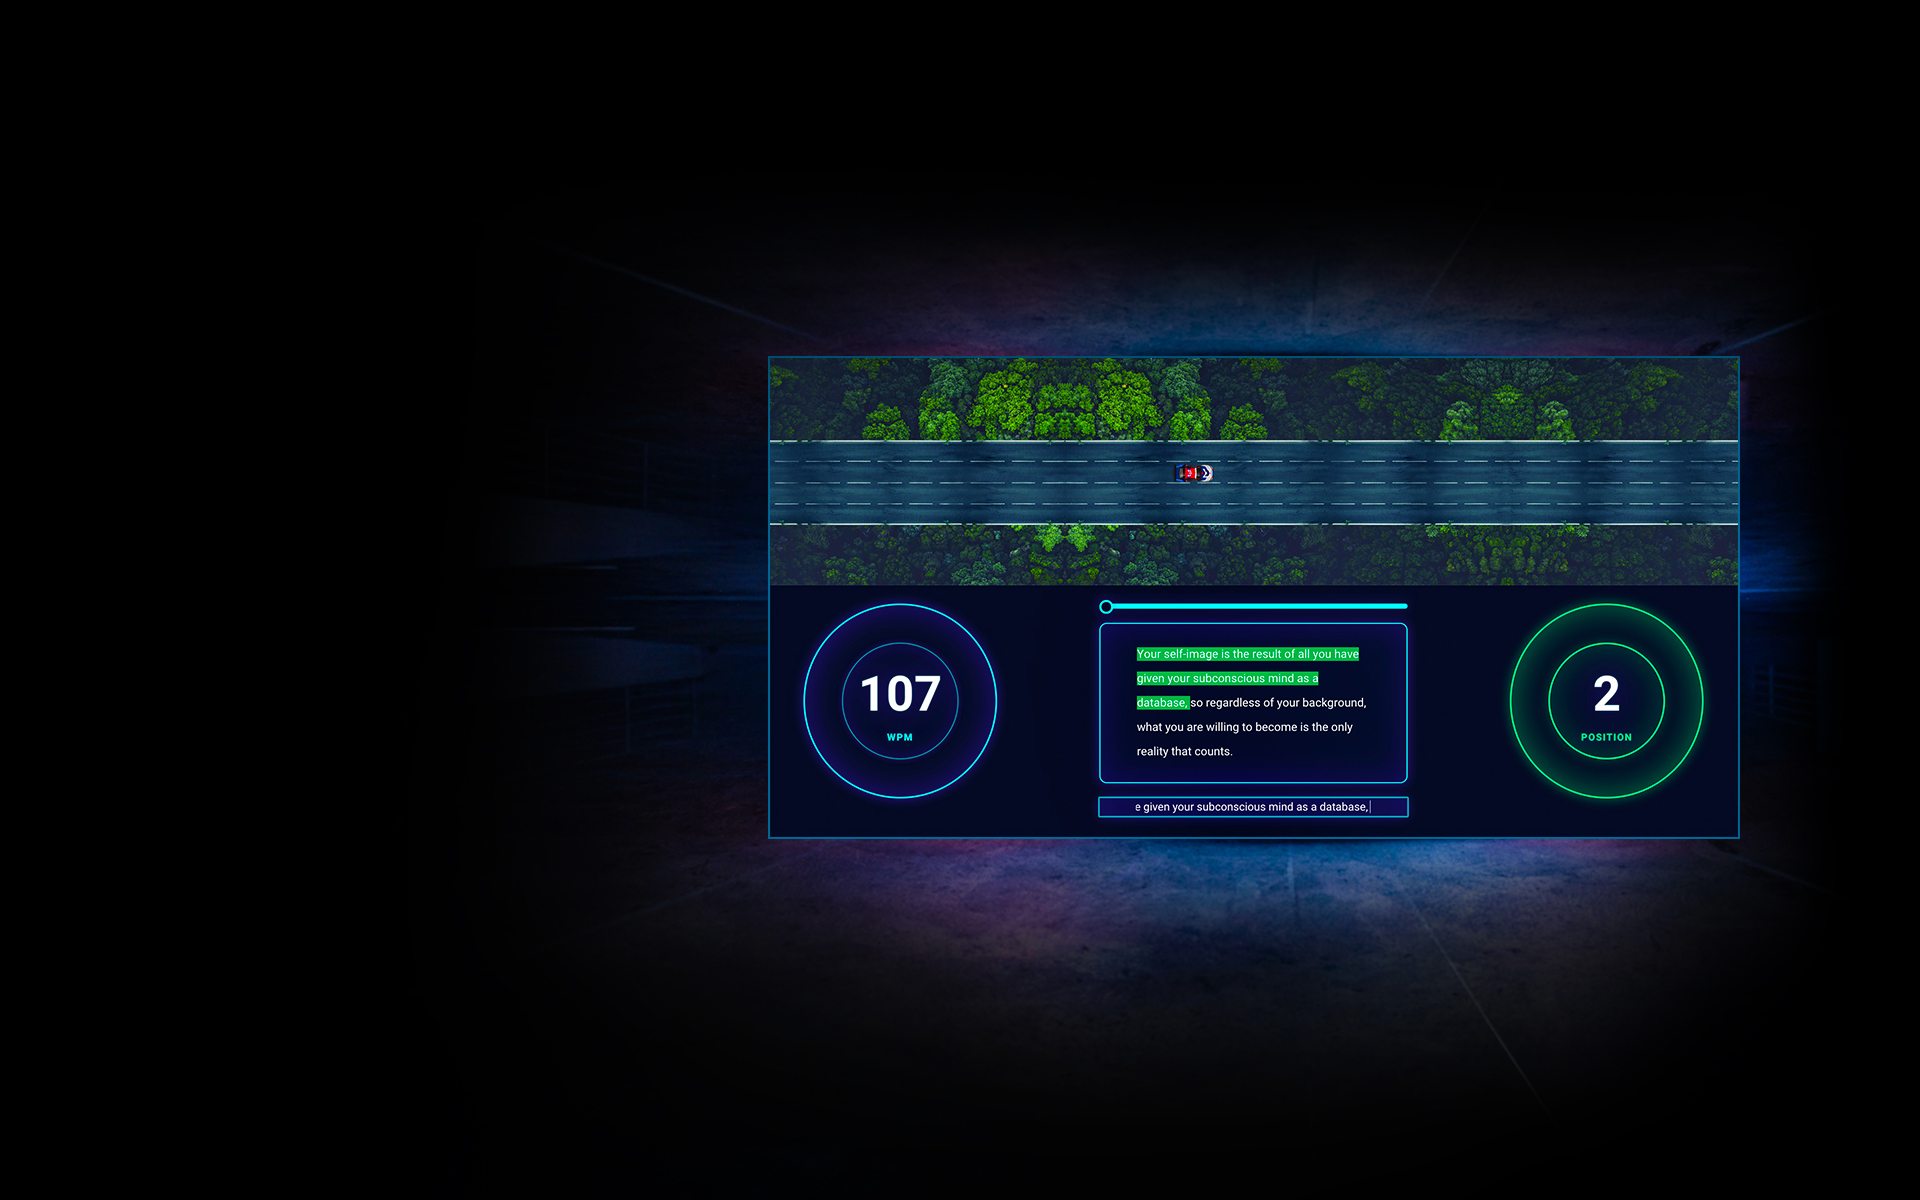 107
WPM
Your self-image is the result of all you have
given your subconscious mind as a
database, so regardless of your background,
what you are willing to become is the only
reality that counts.
e given your subconscious mind as a database,
2
POSITION